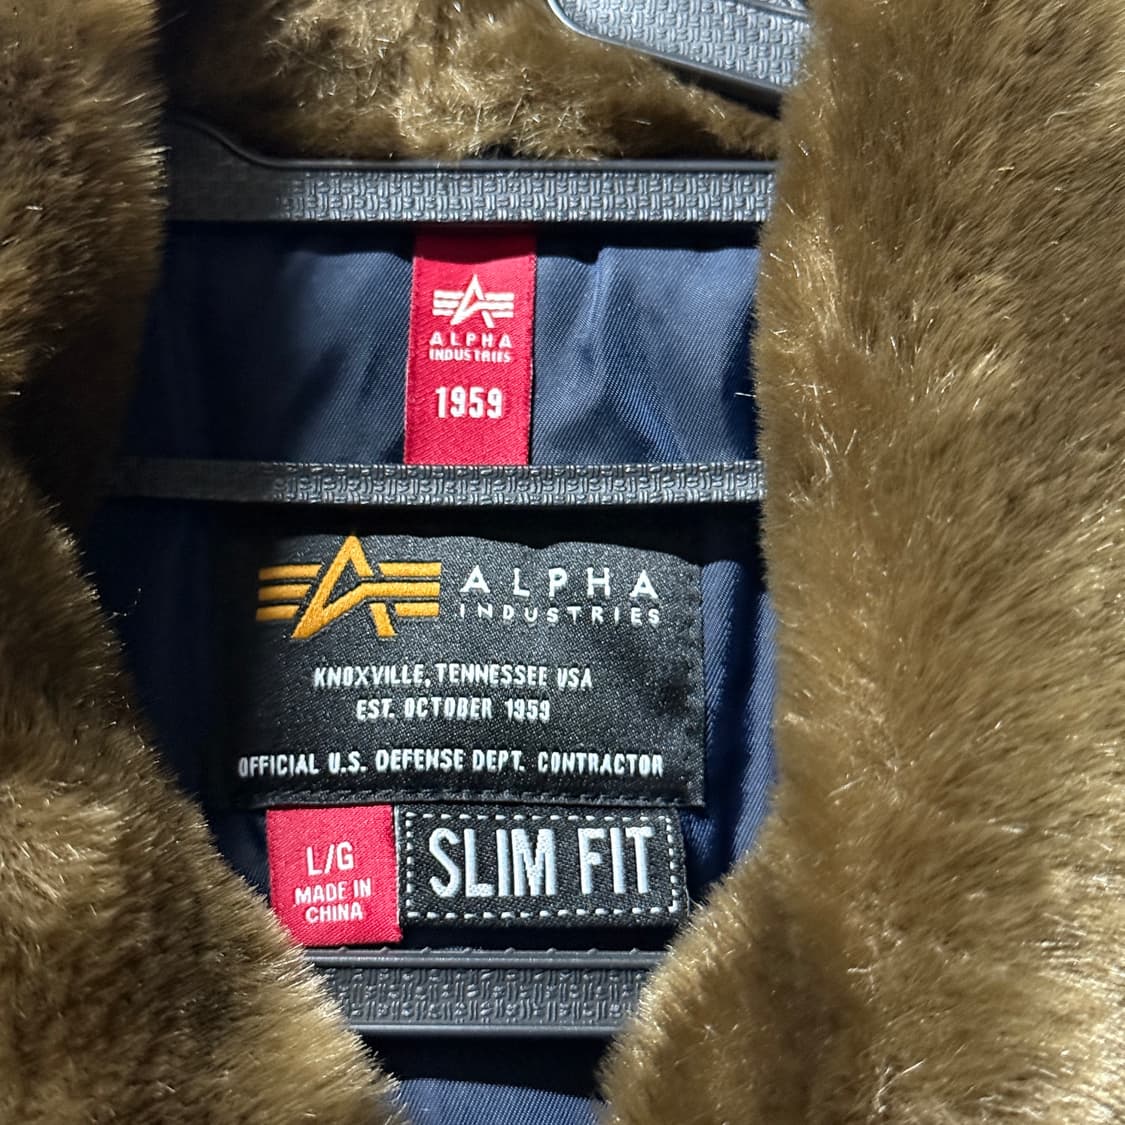 ALPHA
INDUSTRIES
1959
ALPHA
INDUSTRIES
KNOXVILLE, TENNESSEE USA
EST. OCTOBER 1959
OFFICIAL U.S. DEFENSE DEPT. CONTRACTOR
L/G
MADE IN
CHINA
SLIM FIT